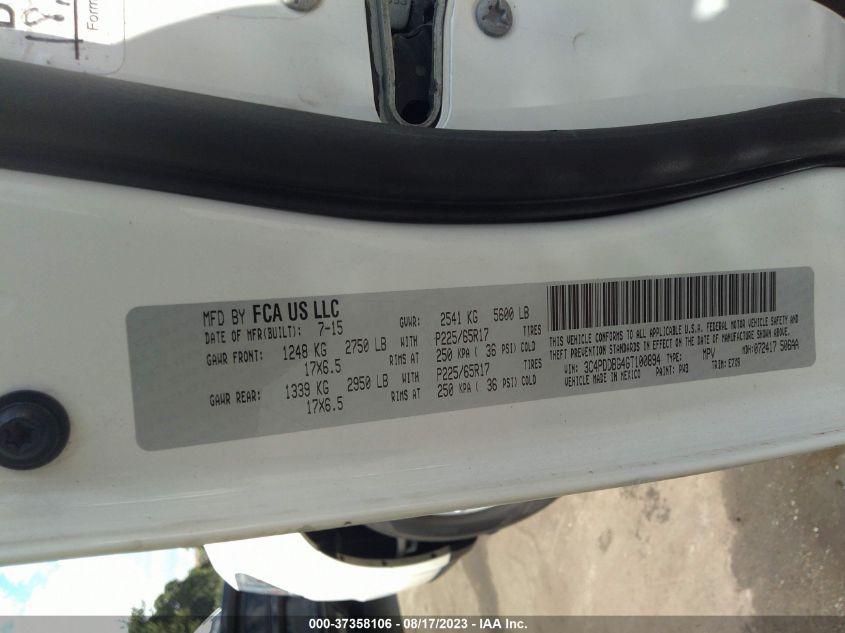 Form
MFD BY FCA US LLC
DATE OF MFR(BUILT): 7-15 GVWR: 2541 KG 5600 LB
GAWR FRONT: 1248 KG 2750 LB WITH P225/65R17 TIRES
17X6.5 RIMS AT 250 KPA ( 36 PSI) COLD
GAWR REAR: 1339 KG 2950 LB WITH P225/65R17 TIRES
17X6.5 RIMS AT 250 KPA ( 36 PSI) COLD
THIS VEHICLE CONFORMS TO ALL APPLICABLE U.S.A. FEDERAL MOTOR VEHICLE SAFETY AND
THEFT PREVENTION STANDARDS IN EFFECT ON THE DATE OF MANUFACTURE SHOWN ABOVE.
VIN: 3C4PDDBG4GT100894 TYPE: MPV MDH: 072417 506AA
VEHICLE MADE IN MEXICO PAINT: PW3 TRIM: E7X9
000-37358106 - 08/17/2023 - IAA Inc.